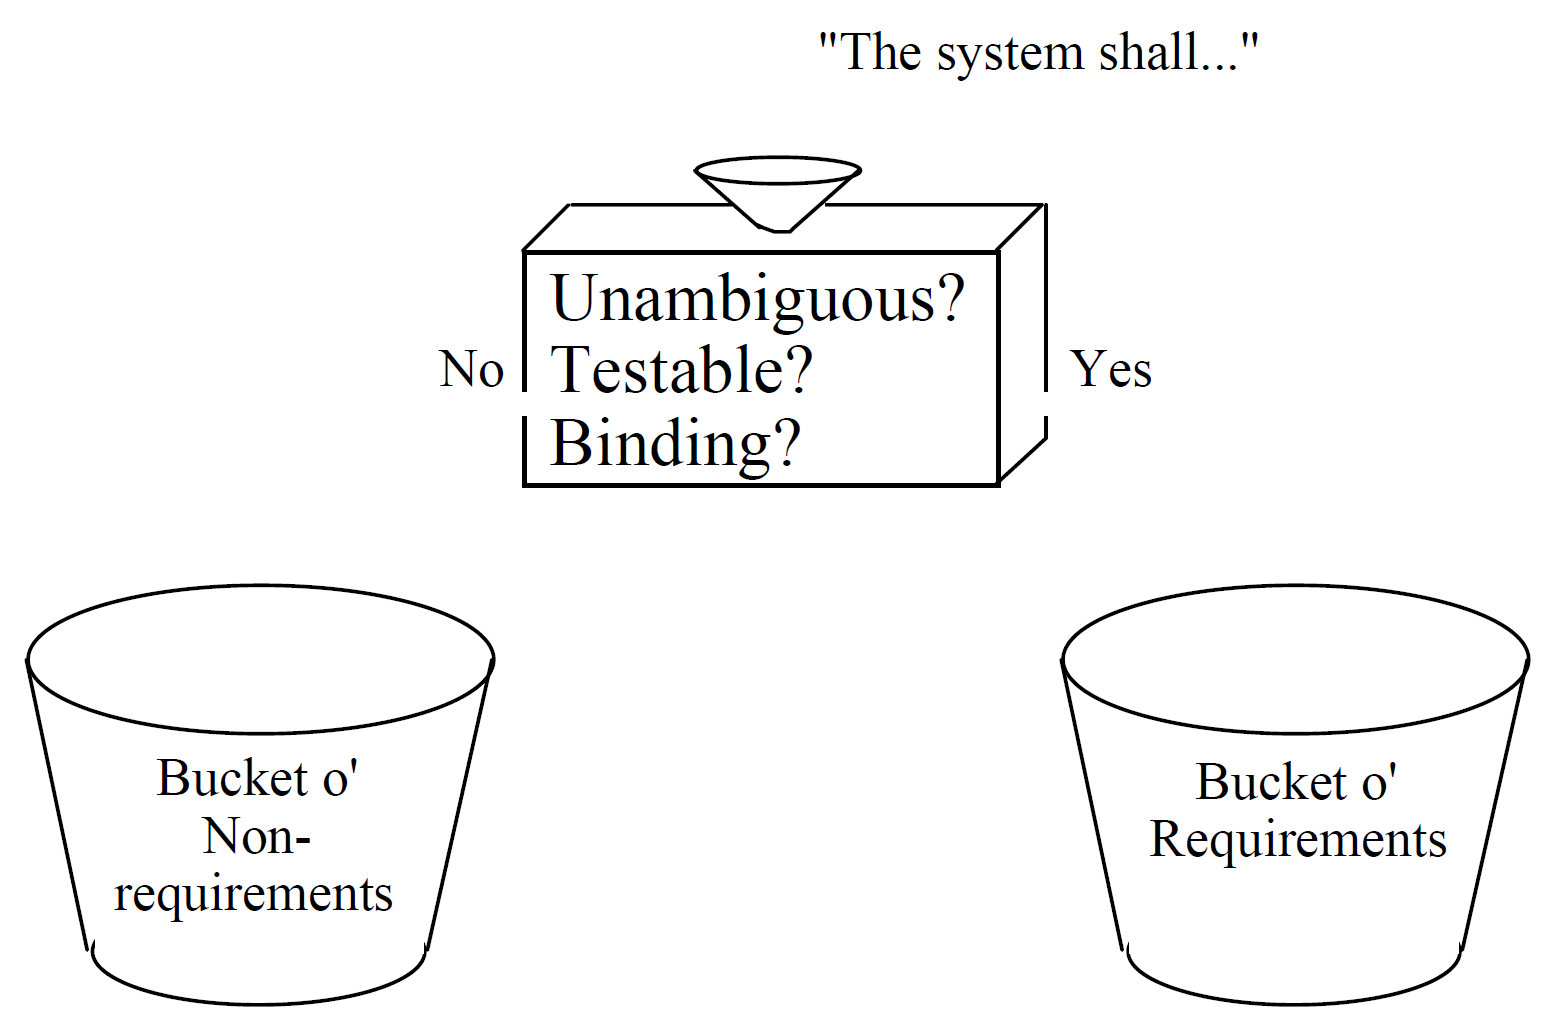 "The system shall..."
Unambiguous?
No
Testable?
Yes
Binding?
Bucket o'
Non-
requirements
Bucket o'
Requirements